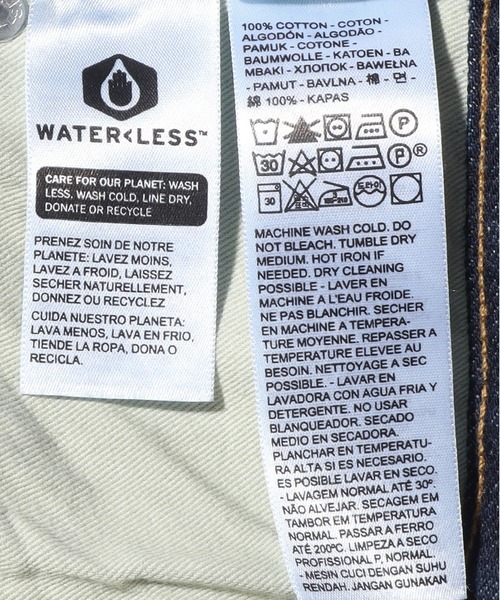 WATER<LESS™
CARE FOR OUR PLANET: WASH
LESS, WASH COLD, LINE DRY,
DONATE OR RECYCLE
PRENEZ SOIN DE NOTRE
PLANETE: LAVEZ MOINS,
LAVEZ A FROID, LAISSEZ
SECHER NATURELLEMENT,
DONNEZ OU RECYCLEZ
CUIDA NUESTRO PLANETA:
LAVA MENOS, LAVA EN FRIO,
TIENDE LA ROPA, DONA O
RECICLA.
100% COTTON - COTON -
ALGODÓN - ALGODÃO -
PAMUK - COTONE -
BAUMWOLLE - KATOEN - BA
MBAKI - ХЛОПОК - BAWEŁNA
- PAMUT - BAVLNA - 棉 - 면 -
綿 100% - KAPAS
P
30 P®
30
MACHINE WASH COLD. DO
NOT BLEACH. TUMBLE DRY
MEDIUM. HOT IRON IF
NEEDED. DRY CLEANING
POSSIBLE - LAVER EN
MACHINE A L'EAU FROIDE.
NE PAS BLANCHIR. SECHER
EN MACHINE A TEMPERA-
TURE MOYENNE. REPASSER A
TEMPERATURE ELEVEE AU
BESOIN. NETTOYAGE A SEC
POSSIBLE. - LAVAR EN
LAVADORA CON AGUA FRIA Y
DETERGENTE. NO USAR
BLANQUEADOR. SECADO
MEDIO EN SECADORA.
PLANCHAR EN TEMPERATU-
RA ALTA SI ES NECESARIO.
ES POSIBLE LAVAR EN SECO.
- LAVAGEM NORMAL ATÉ 30º.
NÃO ALVEJAR. SECAGEM EM
TAMBOR EM TEMPERATURA
NORMAL. PASSAR A FERRO
ATÉ 200ºC. LIMPEZA A SECO
PROFISSIONAL P, NORMAL.
- MESIN CUCI DENGAN SUHU
RENDAH. JANGAN GUNAKAN